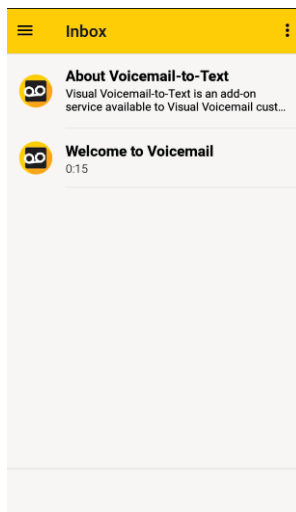 Inbox
About Voicemail-to-Text
Visual Voicemail-to-Text is an add-on
service available to Visual Voicemail cust...
Welcome to Voicemail
0:15